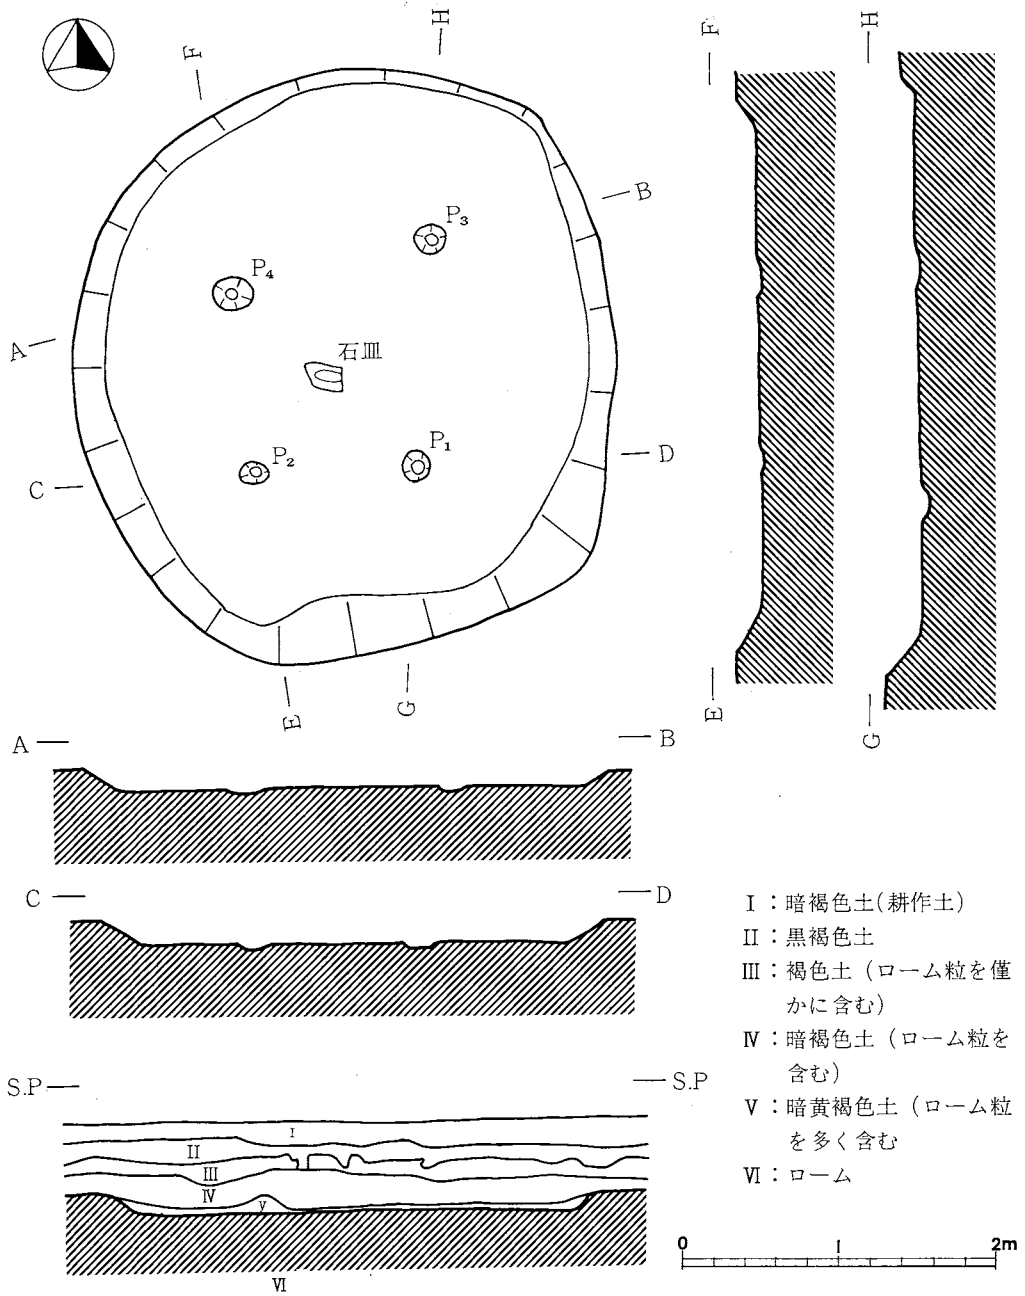 H
F
B
P₃
P₄
A
石皿
D
P₂
P₁
C
E
G
F
H
E
G
A
B
C
D
S.P
S.P
I
II
III
IV
V
VI
I：暗褐色土(耕作土)
II：黒褐色土
III：褐色土（ローム粒を僅
かに含む）
IV：暗褐色土（ローム粒を
含む）
V：暗黄褐色土（ローム粒
を多く含む
VI：ローム
0
1
2m